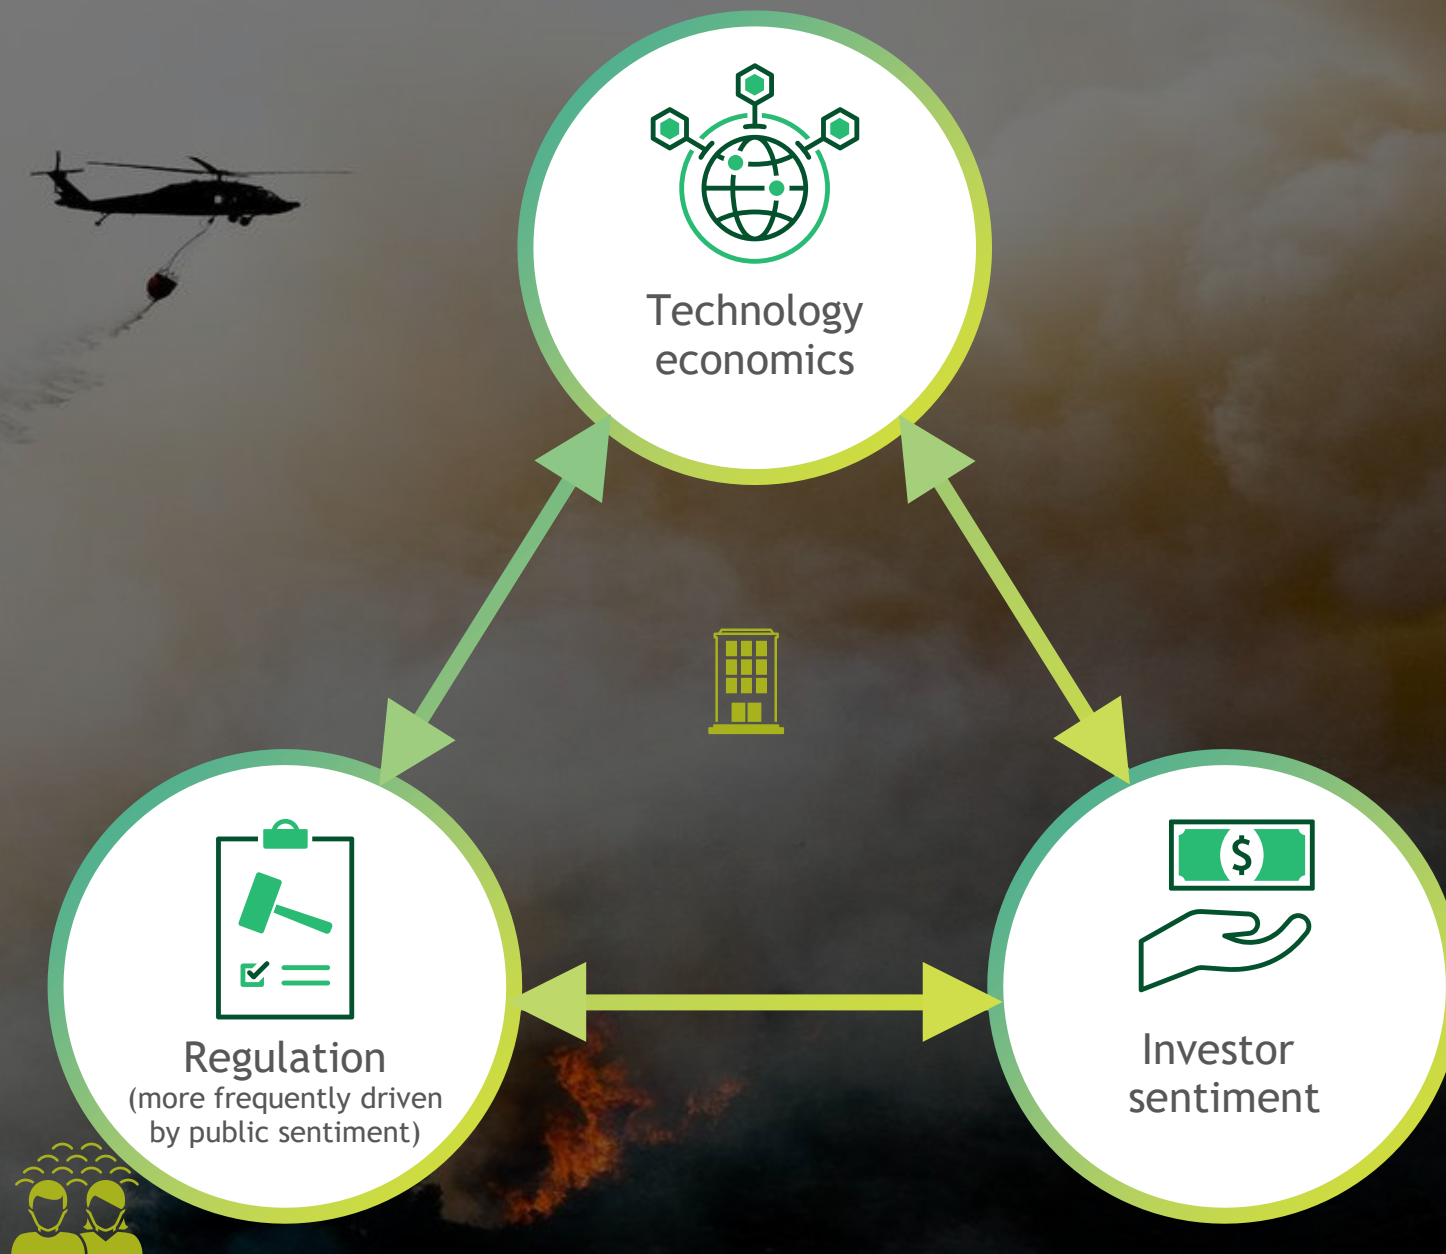 Technology
economics
Regulation
(more frequently driven
by public sentiment)
$
Investor
sentiment